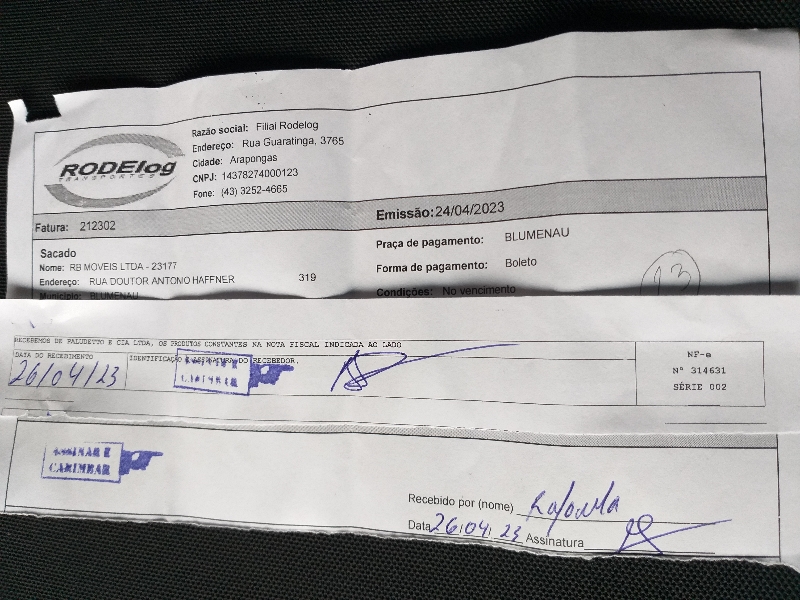 RODElog
TRANSPORTES
Razão social: Filial Rodelog
Endereço: Rua Guaratinga, 3765
Cidade: Arapongas
CNPJ: 14378274000123
Fone: (43) 3252-4665
Fatura: 212302
Emissão:24/04/2023
Sacado
Nome: RB MOVEIS LTDA - 23177
Endereço: RUA DOUTOR ANTONO HAFFNER 319
Município: BLUMENAU
Praça de pagamento: BLUMENAU
Forma de pagamento: Boleto
Condições: No vencimento
13
RECEBEMOS DE PALUDETTO E CIA LTDA, OS PRODUTOS CONSTANTES NA NOTA FISCAL INDICADA AO LADO
DATA DO RECEBIMENTO
26/04/23
IDENTIFICAÇÃO E ASSINATURA DO RECEBEDOR.
NF-e
N° 314631
SÉRIE 002
ASSINAR E
CARIMBAR
Recebido por (nome) Rafaela
Data 26/04/23 Assinatura